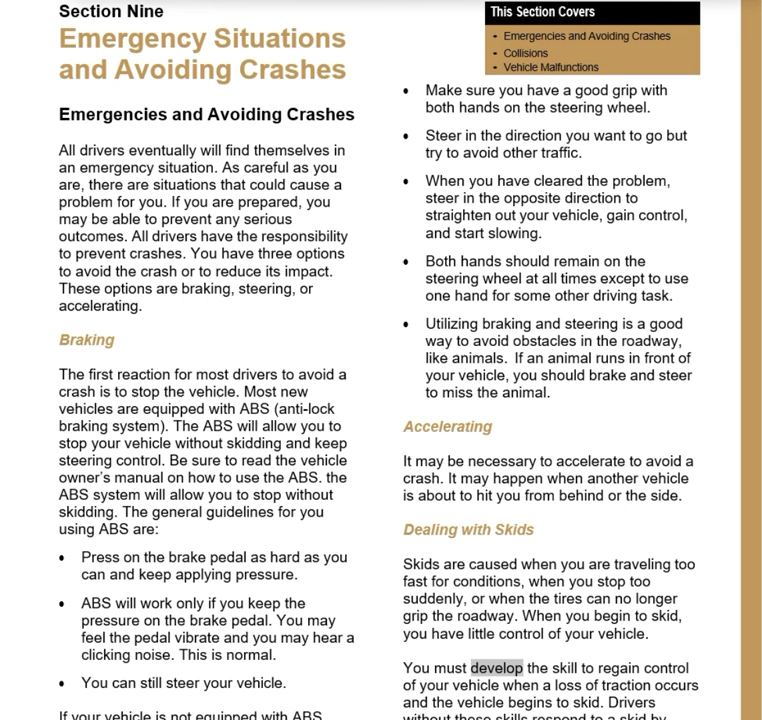 Section Nine
Emergency Situations
and Avoiding Crashes
This Section Covers
• Emergencies and Avoiding Crashes
• Collisions
• Vehicle Malfunctions
Emergencies and Avoiding Crashes
All drivers eventually will find themselves in
an emergency situation. As careful as you
are, there are situations that could cause a
problem for you. If you are prepared, you
may be able to prevent any serious
outcomes. All drivers have the responsibility
to prevent crashes. You have three options
to avoid the crash or to reduce its impact.
These options are braking, steering, or
accelerating.
Braking
The first reaction for most drivers to avoid a
crash is to stop the vehicle. Most new
vehicles are equipped with ABS (anti-lock
braking system). The ABS will allow you to
stop your vehicle without skidding and keep
steering control. Be sure to read the vehicle
owner's manual on how to use the ABS. the
ABS system will allow you to stop without
skidding. The general guidelines for you
using ABS are:
• Press on the brake pedal as hard as you
can and keep applying pressure.
• ABS will work only if you keep the
pressure on the brake pedal. You may
feel the pedal vibrate and you may hear a
clicking noise. This is normal.
• You can still steer your vehicle.
If your vehicle is not equipped with ABS
• Make sure you have a good grip with
both hands on the steering wheel.
• Steer in the direction you want to go but
try to avoid other traffic.
• When you have cleared the problem,
steer in the opposite direction to
straighten out your vehicle, gain control,
and start slowing.
• Both hands should remain on the
steering wheel at all times except to use
one hand for some other driving task.
• Utilizing braking and steering is a good
way to avoid obstacles in the roadway,
like animals. If an animal runs in front of
your vehicle, you should brake and steer
to miss the animal.
Accelerating
It may be necessary to accelerate to avoid a
crash. It may happen when another vehicle
is about to hit you from behind or the side.
Dealing with Skids
Skids are caused when you are traveling too
fast for conditions, when you stop too
suddenly, or when the tires can no longer
grip the roadway. When you begin to skid,
you have little control of your vehicle.
You must develop the skill to regain control
of your vehicle when a loss of traction occurs
and the vehicle begins to skid. Drivers
without these skills respond to a skid by